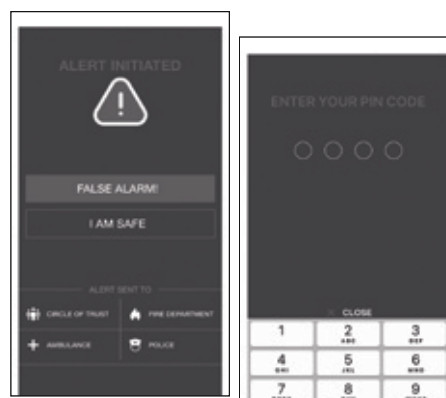 ALERT INITIATED
!
FALSE ALARM!
I AM SAFE
ALERT SENT TO
CIRCLE OF TRUST
FIRE DEPARTMENT
AMBULANCE
POLICE
ENTER YOUR PIN CODE
× CLOSE
1 2 3
ABC DEF
4 5 6
GHI JKL MNO
7 8 9